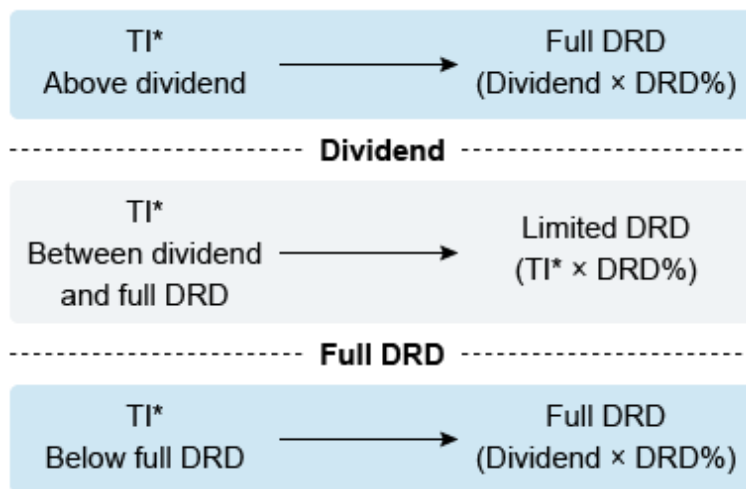 TI*
Above dividend
Full DRD
(Dividend × DRD%)
Dividend
TI*
Between dividend
and full DRD
Limited DRD
(TI* × DRD%)
Full DRD
TI*
Below full DRD
Full DRD
(Dividend × DRD%)